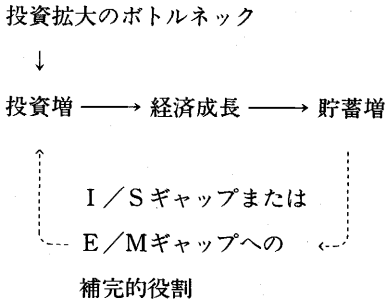 投資拡大のボトルネック
↓
投資増 ⟶ 経済成長 ⟶ 貯蓄増
I／Sギャップまたは
E／Mギャップへの
補完的役割